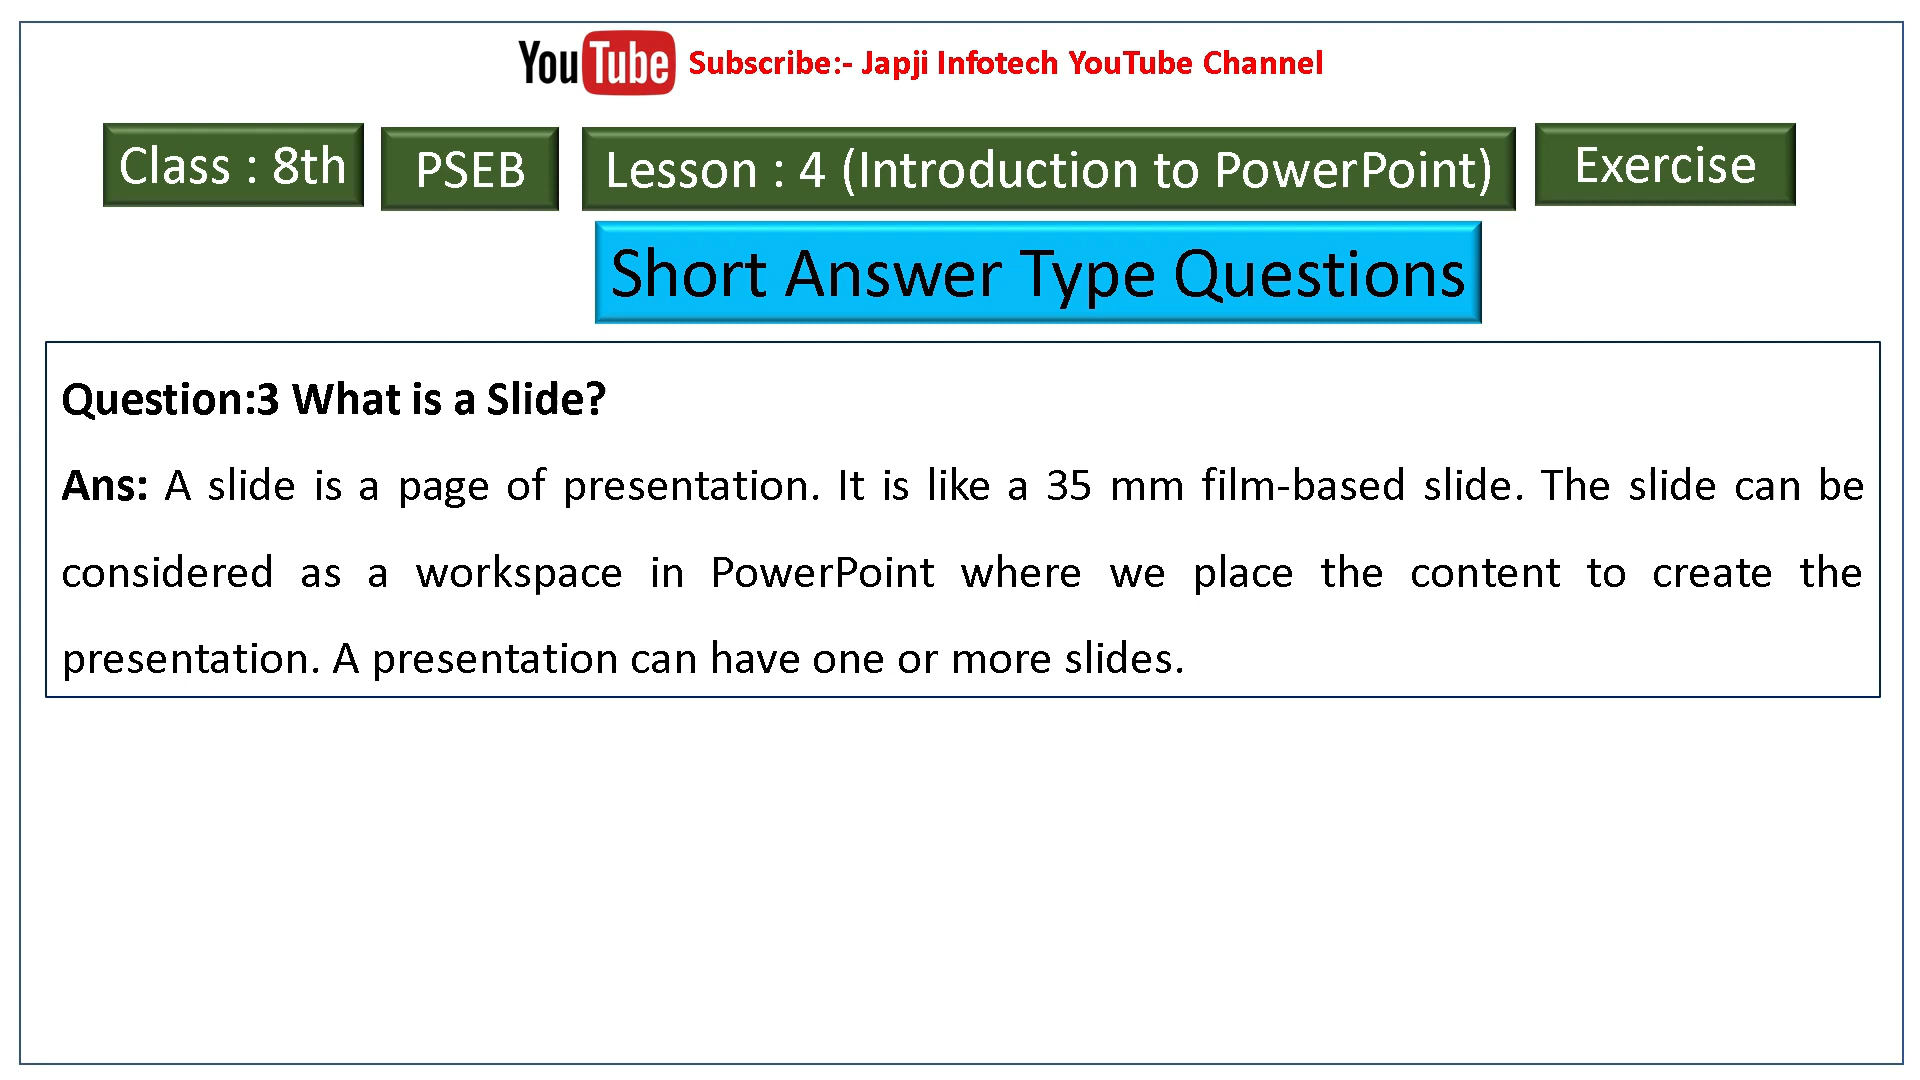 YouTube Subscribe:- Japji Infotech YouTube Channel
Class : 8th PSEB Lesson : 4 (Introduction to PowerPoint) Exercise
Short Answer Type Questions
Question:3 What is a Slide?
Ans: A slide is a page of presentation. It is like a 35 mm film-based slide. The slide can be
considered as a workspace in PowerPoint where we place the content to create the
presentation. A presentation can have one or more slides.